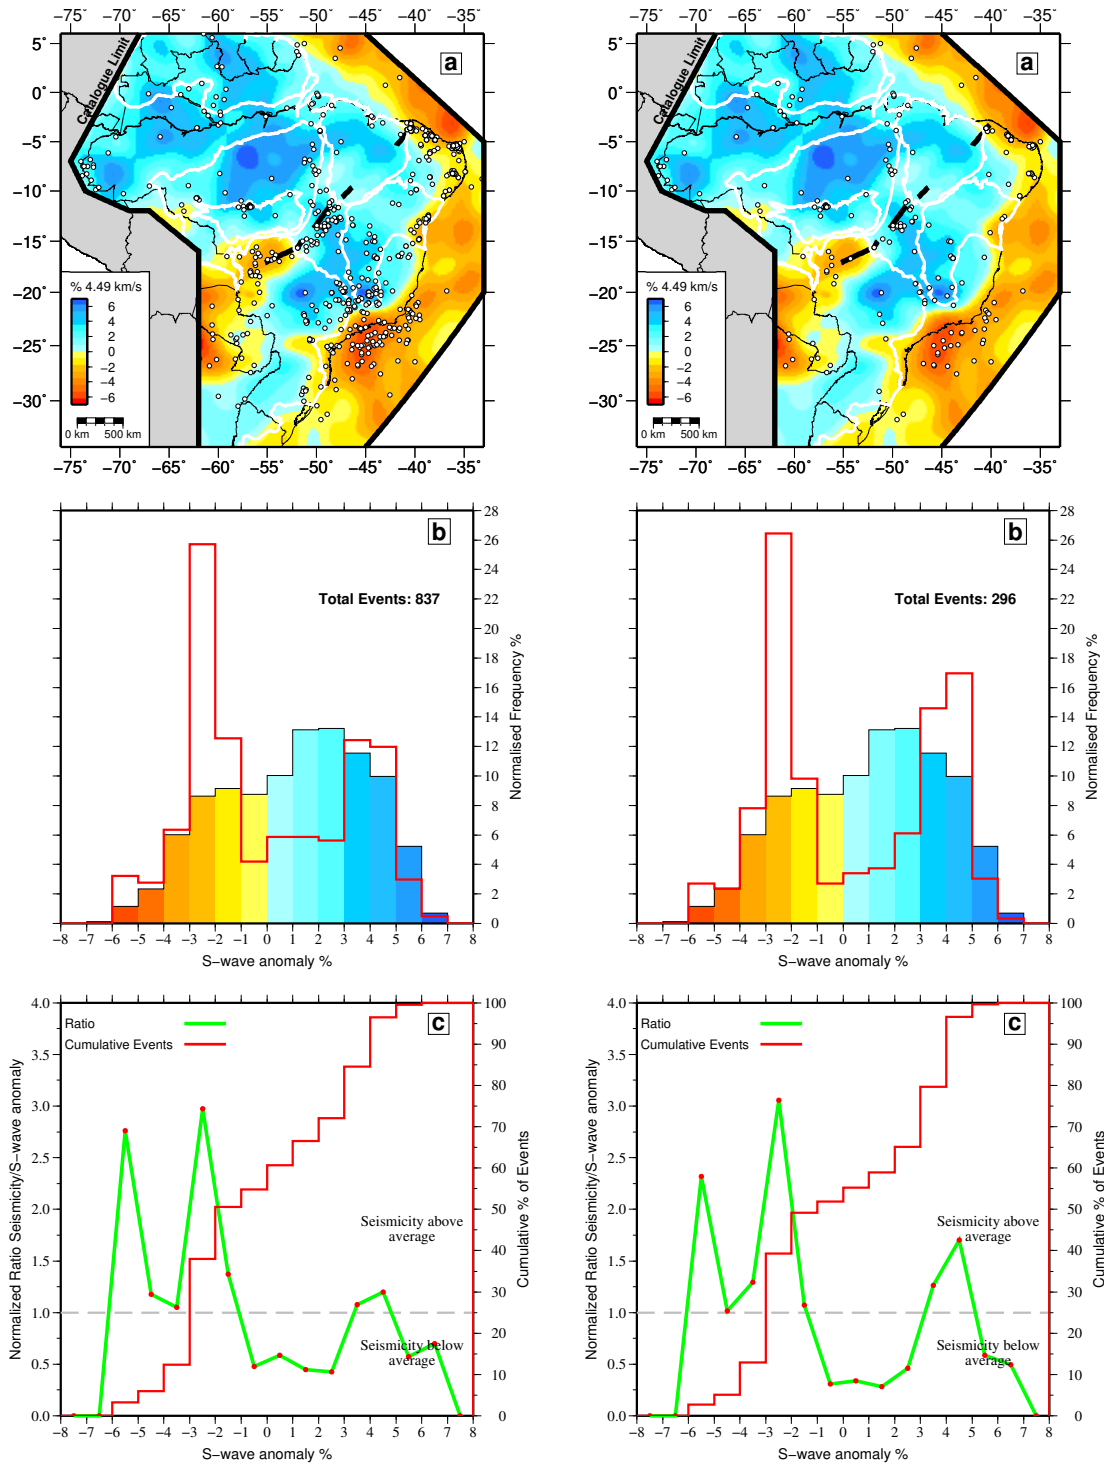 −75° −70° −65° −60° −55° −50° −45° −40° −35°
5° 0° −5° −10° −15° −20° −25° −30°
Catalogue Limit
a
% 4.49 km/s
6
4
2
0
−2
−4
−6
0 km 500 km
−75° −70° −65° −60° −55° −50° −45° −40° −35°
−75° −70° −65° −60° −55° −50° −45° −40° −35°
5° 0° −5° −10° −15° −20° −25° −30°
Catalogue Limit
a
% 4.49 km/s
6
4
2
0
−2
−4
−6
0 km 500 km
−75° −70° −65° −60° −55° −50° −45° −40° −35°
b
Total Events: 837
0 2 4 6 8 10 12 14 16 18 20 22 24 26 28
Normalised Frequency %
−8 −7 −6 −5 −4 −3 −2 −1 0 1 2 3 4 5 6 7 8
S−wave anomaly %
b
Total Events: 296
0 2 4 6 8 10 12 14 16 18 20 22 24 26 28
Normalised Frequency %
−8 −7 −6 −5 −4 −3 −2 −1 0 1 2 3 4 5 6 7 8
S−wave anomaly %
c
Ratio
Cumulative Events
Seismicity above
average
Seismicity below
average
0.0 0.5 1.0 1.5 2.0 2.5 3.0 3.5 4.0
Normalized Ratio Seismicity/S−wave anomaly
0 10 20 30 40 50 60 70 80 90 100
Cumulative % of Events
−8 −7 −6 −5 −4 −3 −2 −1 0 1 2 3 4 5 6 7 8
S−wave anomaly %
c
Ratio
Cumulative Events
Seismicity above
average
Seismicity below
average
0.0 0.5 1.0 1.5 2.0 2.5 3.0 3.5 4.0
Normalized Ratio Seismicity/S−wave anomaly
0 10 20 30 40 50 60 70 80 90 100
Cumulative % of Events
−8 −7 −6 −5 −4 −3 −2 −1 0 1 2 3 4 5 6 7 8
S−wave anomaly %